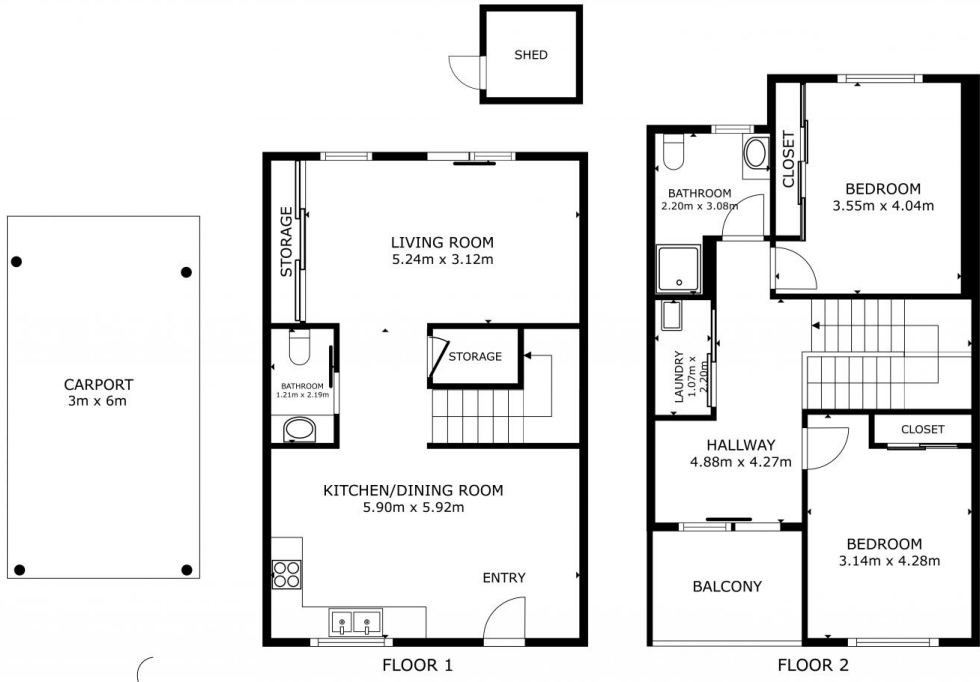 SHED
CARPORT
3m x 6m
STORAGE
LIVING ROOM
5.24m x 3.12m
BATHROOM
1.21m x 2.19m
STORAGE
KITCHEN/DINING ROOM
5.90m x 5.92m
ENTRY
FLOOR 1
BATHROOM
2.20m x 3.08m
CLOSET
BEDROOM
3.55m x 4.04m
LAUNDRY
1.07m x
2.20m
HALLWAY
4.88m x 4.27m
CLOSET
BEDROOM
3.14m x 4.28m
BALCONY
FLOOR 2